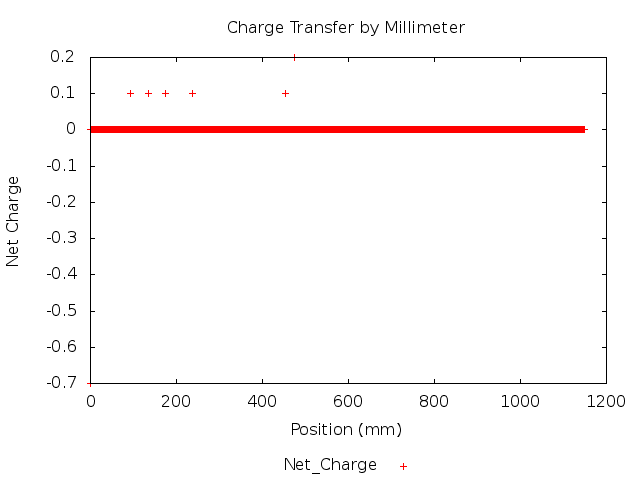 Charge Transfer by Millimeter
0.2
0.1
0
-0.1
-0.2
-0.3
-0.4
-0.5
-0.6
-0.7
Net Charge
0 200 400 600 800 1000 1200
Position (mm)
Net_Charge